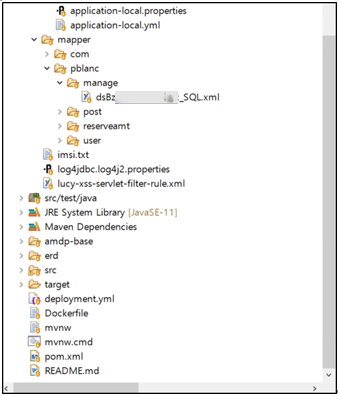 application-local.properties
application-local.yml
mapper
com
pblanc
manage
dsBz _SQL.xml
post
reserveamt
user
imsi.txt
log4jdbc.log4j2.properties
lucy-xss-servlet-filter-rule.xml
src/test/java
JRE System Library [JavaSE-11]
Maven Dependencies
amdp-base
erd
src
target
deployment.yml
Dockerfile
mvnw
mvnw.cmd
pom.xml
README.md